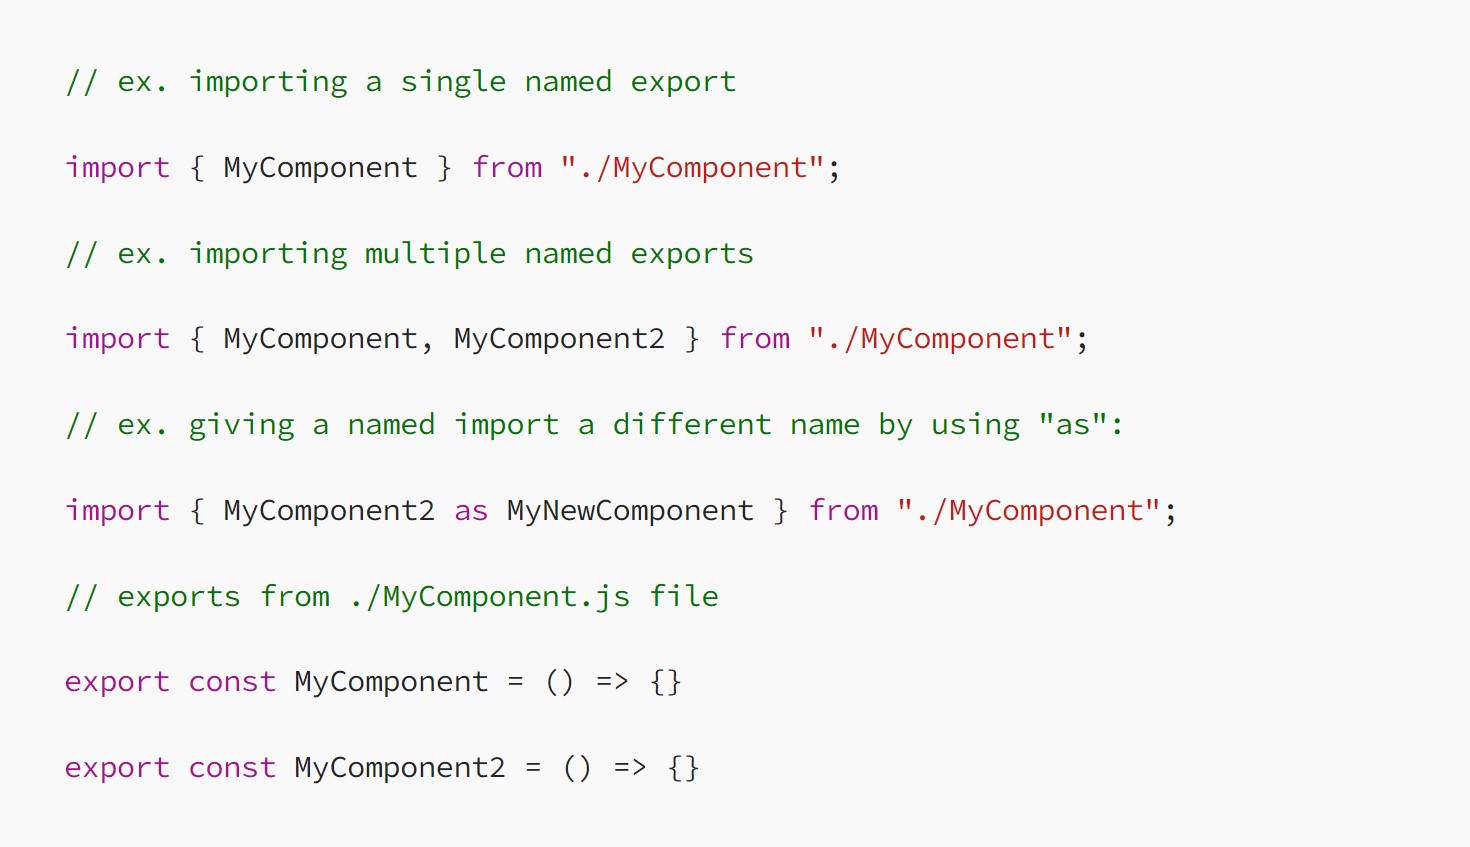 // ex. importing a single named export
import { MyComponent } from "./MyComponent";
// ex. importing multiple named exports
import { MyComponent, MyComponent2 } from "./MyComponent";
// ex. giving a named import a different name by using "as":
import { MyComponent2 as MyNewComponent } from "./MyComponent";
// exports from ./MyComponent.js file
export const MyComponent = () => {}
export const MyComponent2 = () => {}